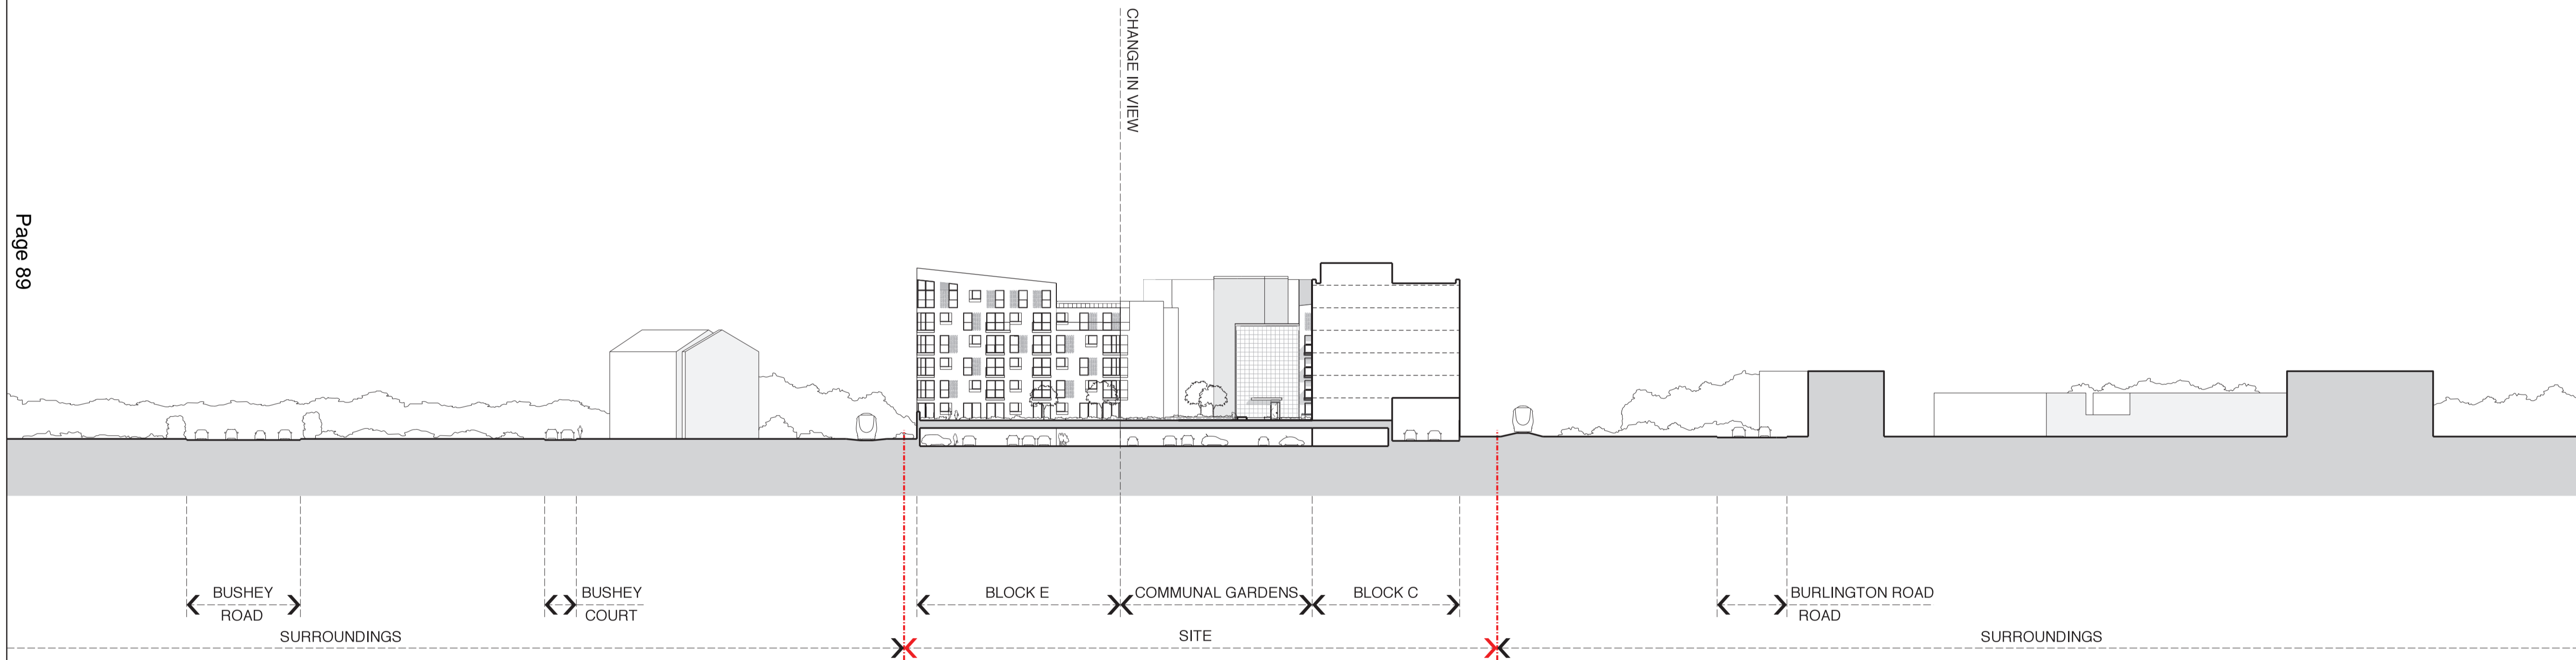 CHANGE IN VIEW
Page 89
BUSHEY
ROAD
BUSHEY
COURT
BLOCK E
COMMUNAL GARDENS
BLOCK C
BURLINGTON ROAD
ROAD
SURROUNDINGS
SITE
SURROUNDINGS